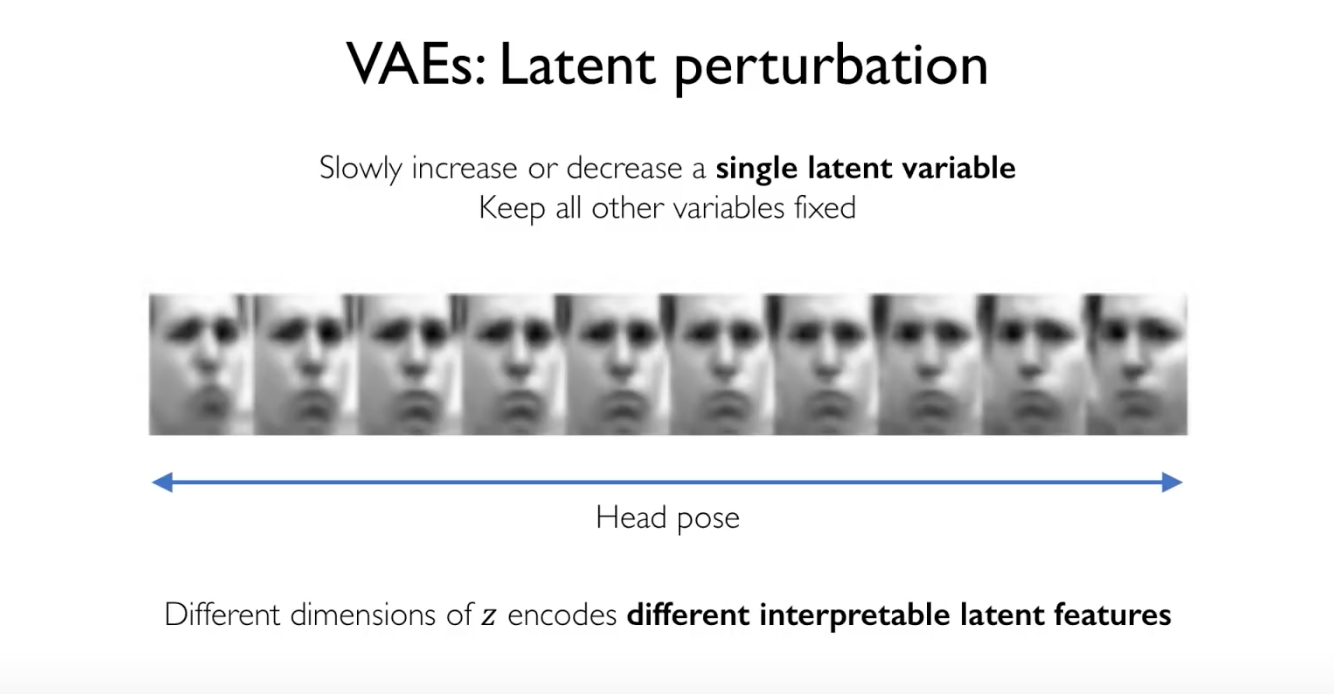 VAEs: Latent perturbation
Slowly increase or decrease a single latent variable
Keep all other variables fixed
Head pose
Different dimensions of z encodes different interpretable latent features